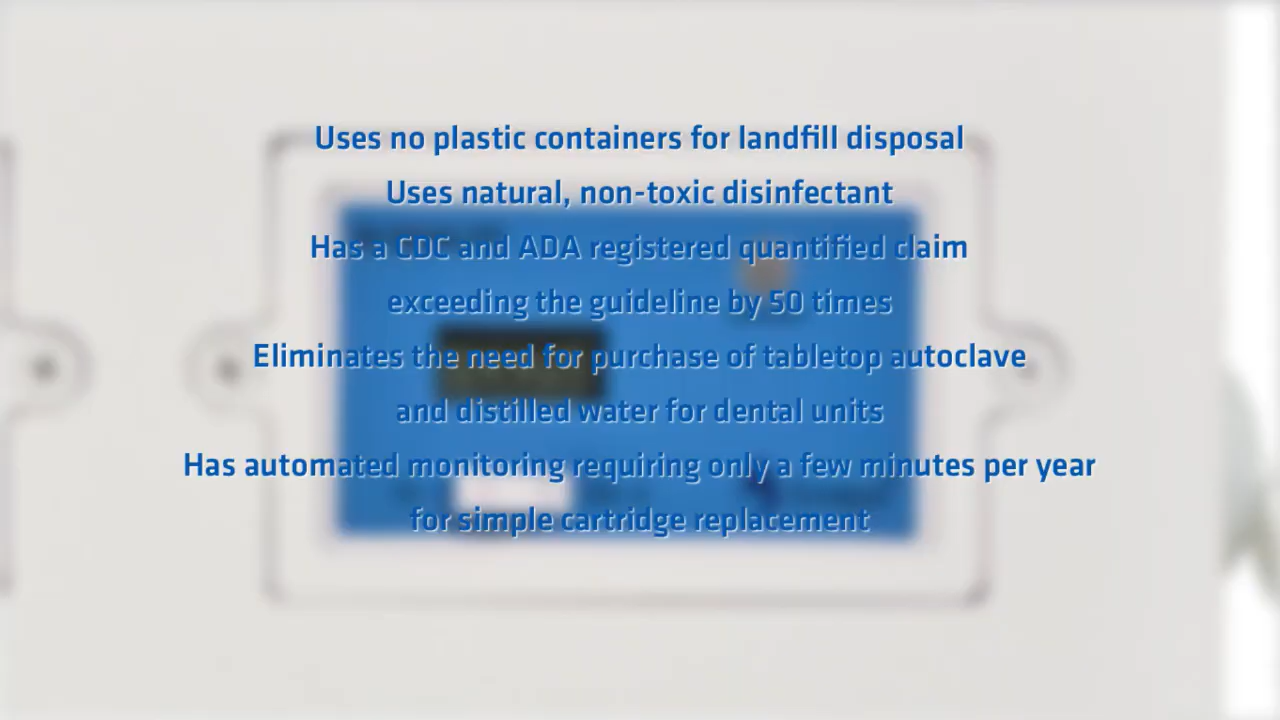 Uses no plastic containers for landfill disposal
Uses natural, non-toxic disinfectant
Has a CDC and ADA registered quantified claim
exceeding the guideline by 50 times
Eliminates the need for purchase of tabletop autoclave
and distilled water for dental units
Has automated monitoring requiring only a few minutes per year
for simple cartridge replacement